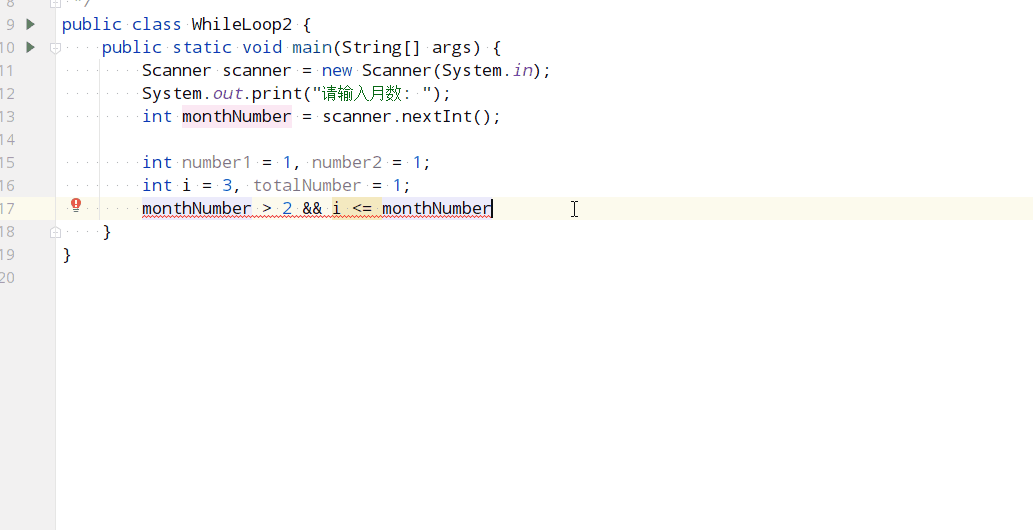 8 */
9 public class WhileLoop2 {
10 public static void main(String[] args) {
11 Scanner scanner = new Scanner(System.in);
12 System.out.print("请输入月数: ");
13 int monthNumber = scanner.nextInt();
14
15 int number1 = 1, number2 = 1;
16 int i = 3, totalNumber = 1;
17 monthNumber > 2 && i <= monthNumber
18 }
19 }
20